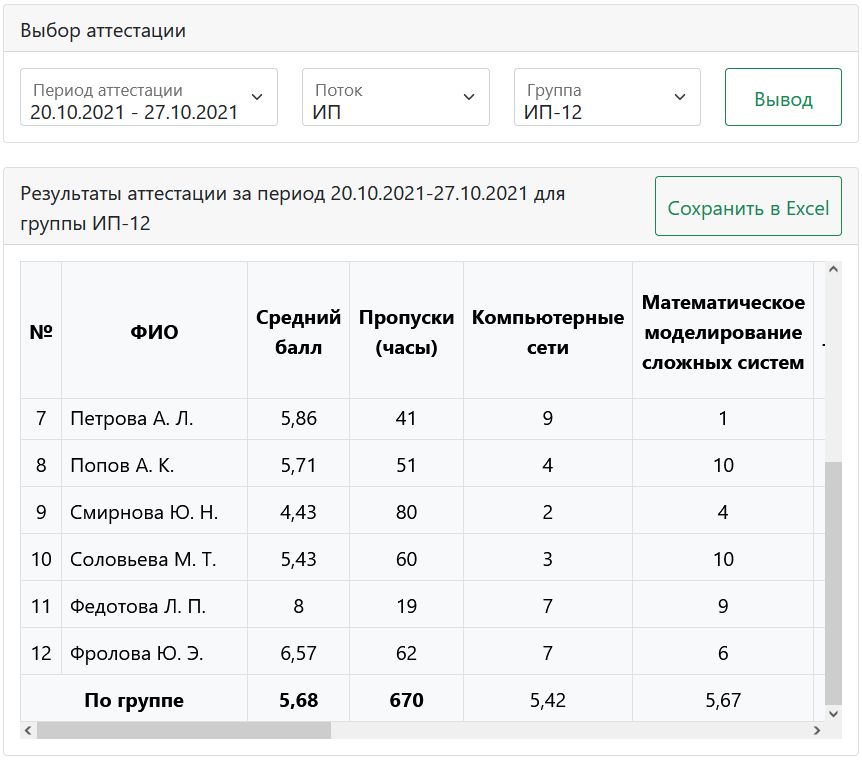 Выбор аттестации
Период аттестации Поток Группа
20.10.2021 - 27.10.2021 ИП ИП-12 Вывод
Результаты аттестации за период 20.10.2021-27.10.2021 для
группы ИП-12
Сохранить в Excel
№ ФИО Средний балл Пропуски (часы) Компьютерные сети Математическое моделирование сложных систем
7 Петрова А. Л. 5,86 41 9 1
8 Попов А. К. 5,71 51 4 10
9 Смирнова Ю. Н. 4,43 80 2 4
10 Соловьева М. Т. 5,43 60 3 10
11 Федотова Л. П. 8 19 7 9
12 Фролова Ю. Э. 6,57 62 7 6
По группе 5,68 670 5,42 5,67